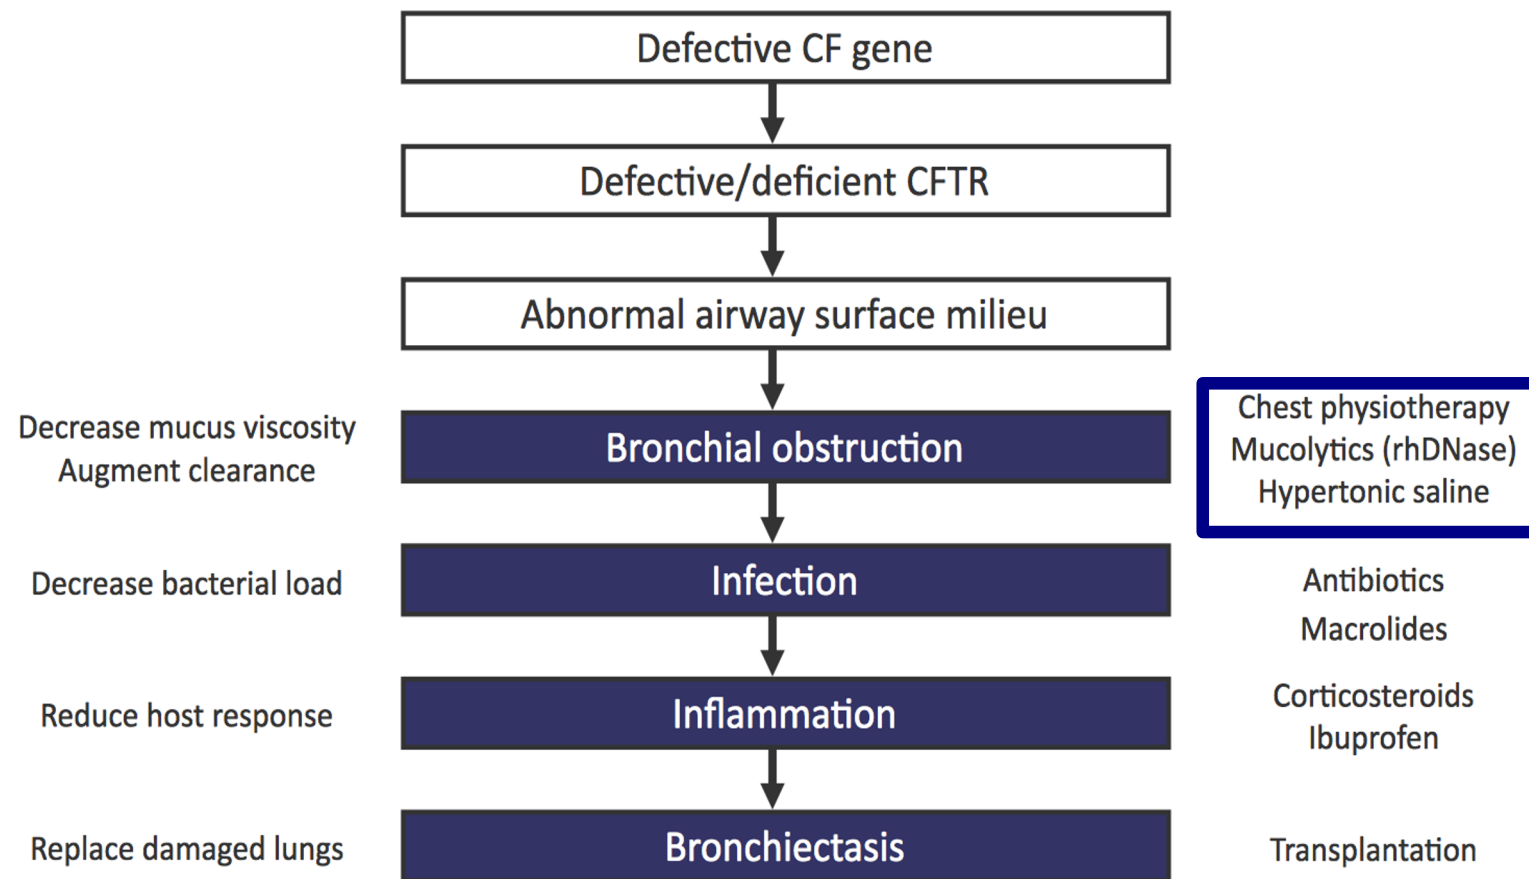 Defective CF gene
Defective/deficient CFTR
Abnormal airway surface milieu
Decrease mucus viscosity
Augment clearance
Bronchial obstruction
Chest physiotherapy
Mucolytics (rhDNase)
Hypertonic saline
Decrease bacterial load
Infection
Antibiotics
Macrolides
Reduce host response
Inflammation
Corticosteroids
Ibuprofen
Replace damaged lungs
Bronchiectasis
Transplantation